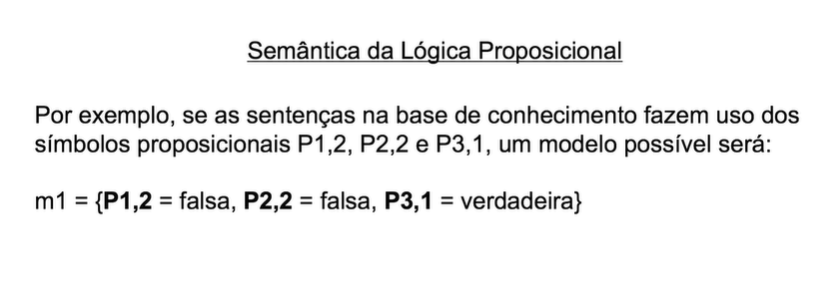 Semântica da Lógica Proposicional
Por exemplo, se as sentenças na base de conhecimento fazem uso dos
símbolos proposicionais P1,2, P2,2 e P3,1, um modelo possível será:
m1 = {P1,2 = falsa, P2,2 = falsa, P3,1 = verdadeira}